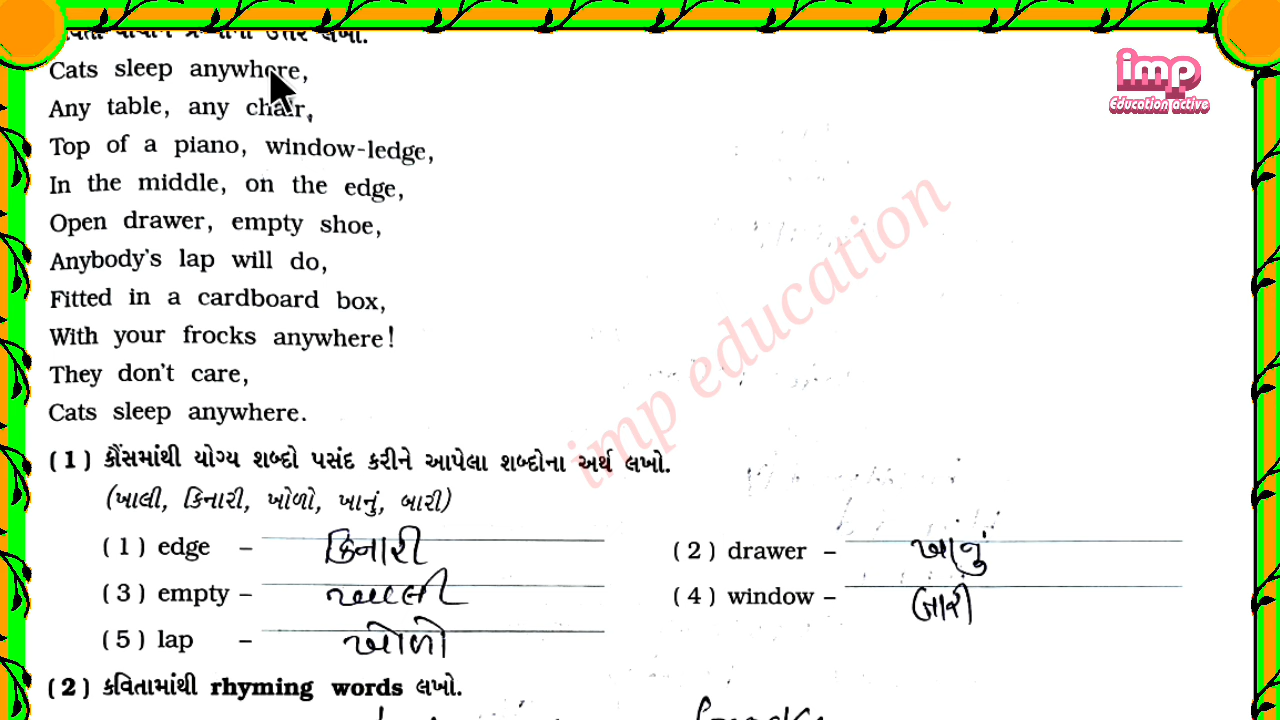 imp
Education active
લખો.
Cats sleep anywhere,
Any table, any chair,
Top of a piano, window-ledge,
In the middle, on the edge,
Open drawer, empty shoe,
Anybody's lap will do,
Fitted in a cardboard box,
With your frocks anywhere!
They don't care,
Cats sleep anywhere.
imp education
(1) કૌંસમાંથી યોગ્ય શબ્દો પસંદ કરીને આપેલા શબ્દોના અર્થ લખો.
(ખાલી, કિનારી, ખોળો, ખાનું, બારી)
(1) edge – કિનારી (2) drawer – ખાનું
(3) empty – ખાલી (4) window – બારી
(5) lap – ખોળો
(2) કવિતામાંથી rhyming words લખો.